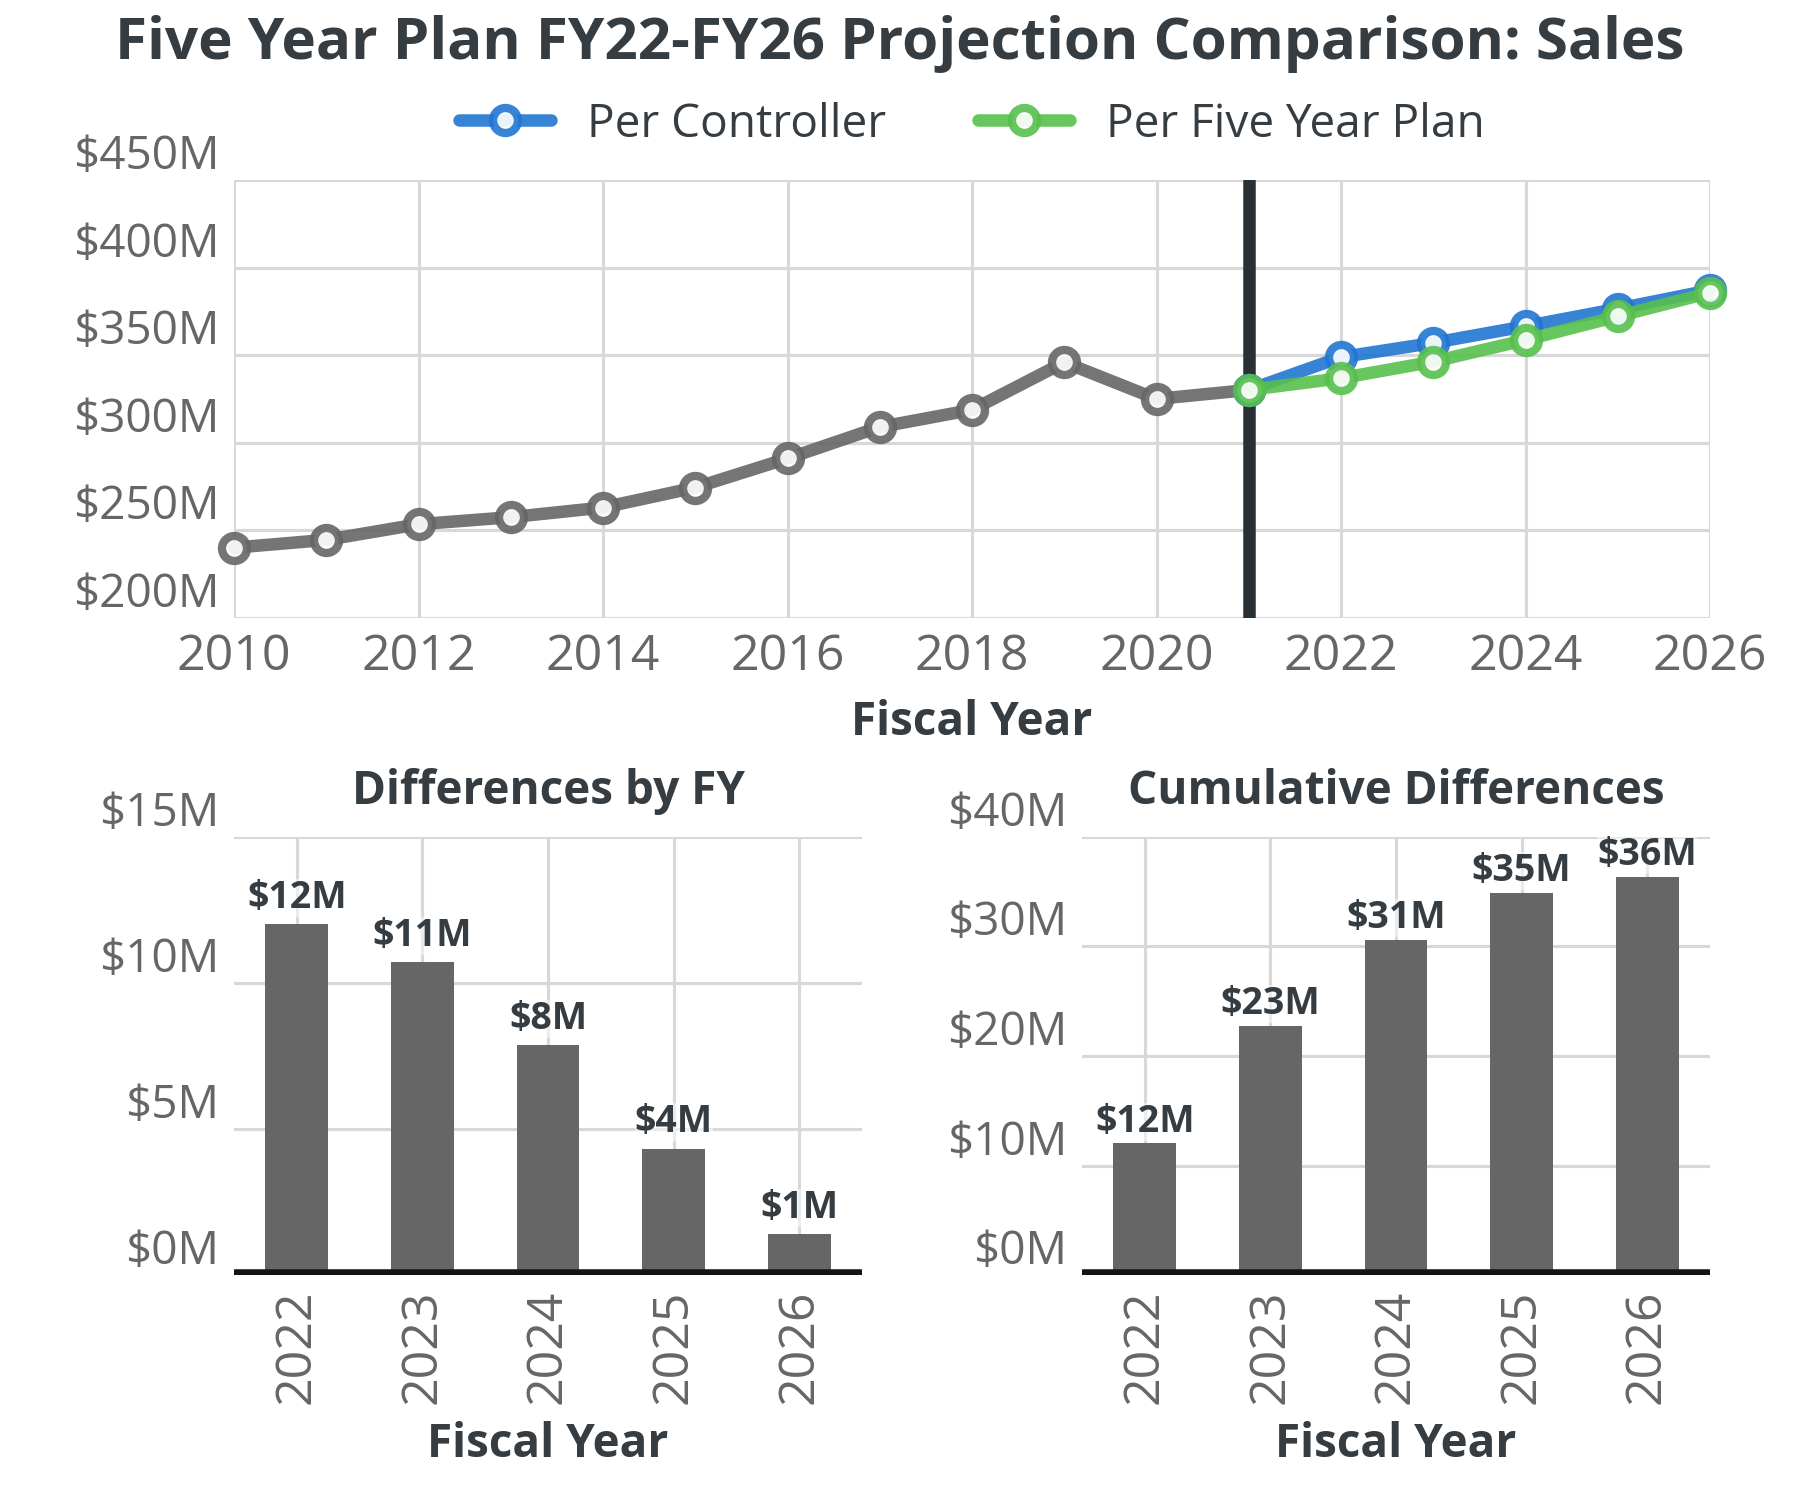 Five Year Plan FY22-FY26 Projection Comparison: Sales
Per Controller Per Five Year Plan
$450M
$400M
$350M
$300M
$250M
$200M
2010 2012 2014 2016 2018 2020 2022 2024 2026
Fiscal Year
Differences by FY
$15M
$10M
$5M
$0M
$12M
$11M
$8M
$4M
$1M
2022 2023 2024 2025 2026
Fiscal Year
Cumulative Differences
$40M
$30M
$20M
$10M
$0M
$12M
$23M
$31M
$35M
$36M
2022 2023 2024 2025 2026
Fiscal Year